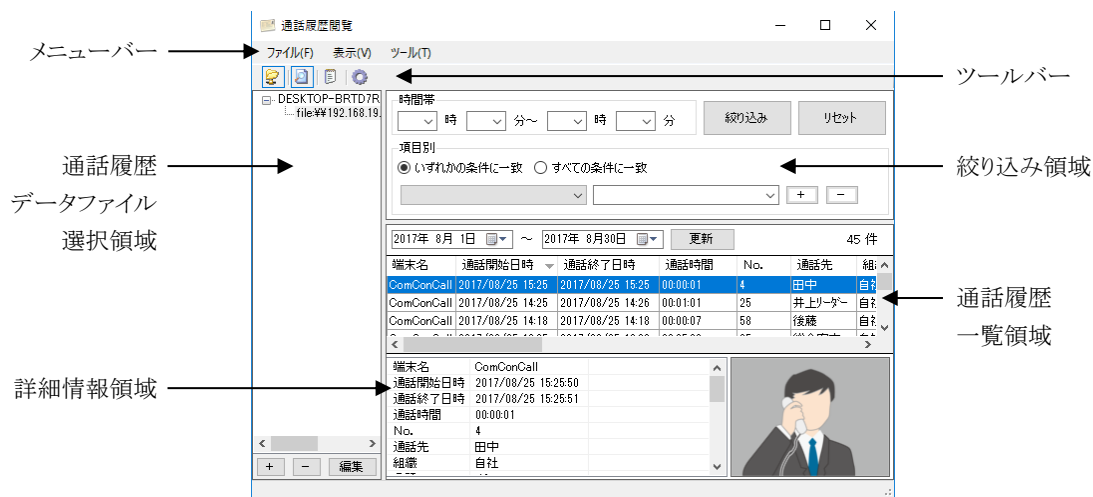 通話履歴閲覧
メニューバー
ファイル(F) 表示(V) ツール(T)
ツールバー
DESKTOP-BRTD7R
file:¥¥192.168.19.
時間帯
時 分～ 時 分
絞り込み リセット
項目別
いずれかの条件に一致 すべての条件に一致
+ -
通話履歴
データファイル
選択領域
絞り込み領域
2017年 8月 1日 ～ 2017年 8月30日 更新 45 件
端末名 通話開始日時 通話終了日時 通話時間 No. 通話先 組
ComConCall 2017/08/25 15:25 2017/08/25 15:25 00:00:01 4 田中 自社
ComConCall 2017/08/25 14:25 2017/08/25 14:26 00:01:01 25 井上リーダー 自社
ComConCall 2017/08/25 14:18 2017/08/25 14:18 00:00:07 58 後藤 自社
通話履歴
一覧領域
詳細情報領域
端末名 ComConCall
通話開始日時 2017/08/25 15:25:50
通話終了日時 2017/08/25 15:25:51
通話時間 00:00:01
No. 4
通話先 田中
組織 自社
+ - 編集